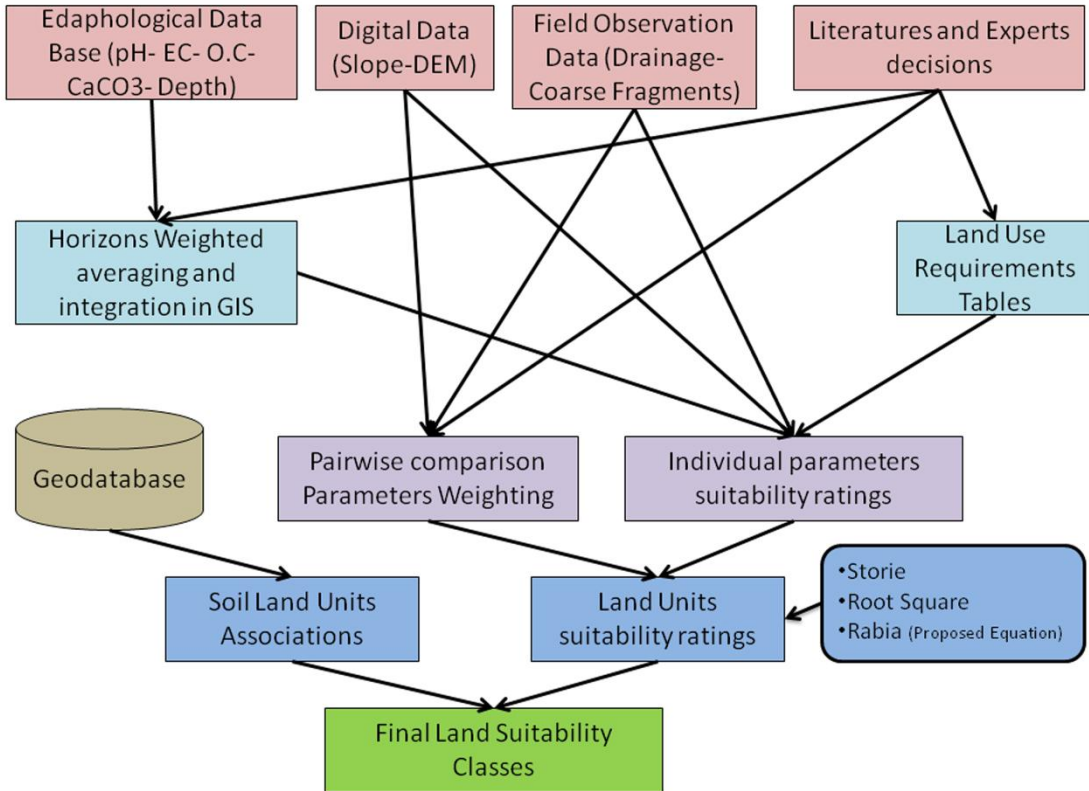 Edaphological Data
Base (pH- EC- O.C-
CaCO3- Depth)
Digital Data
(Slope-DEM)
Field Observation
Data (Drainage-
Coarse Fragments)
Literatures and Experts
decisions
Horizons Weighted
averaging and
integration in GIS
Land Use
Requirements
Tables
Geodatabase
Pairwise comparison
Parameters Weighting
Individual parameters
suitability ratings
Soil Land Units
Associations
Land Units
suitability ratings
•Storie
•Root Square
•Rabia (Proposed Equation)
Final Land Suitability
Classes